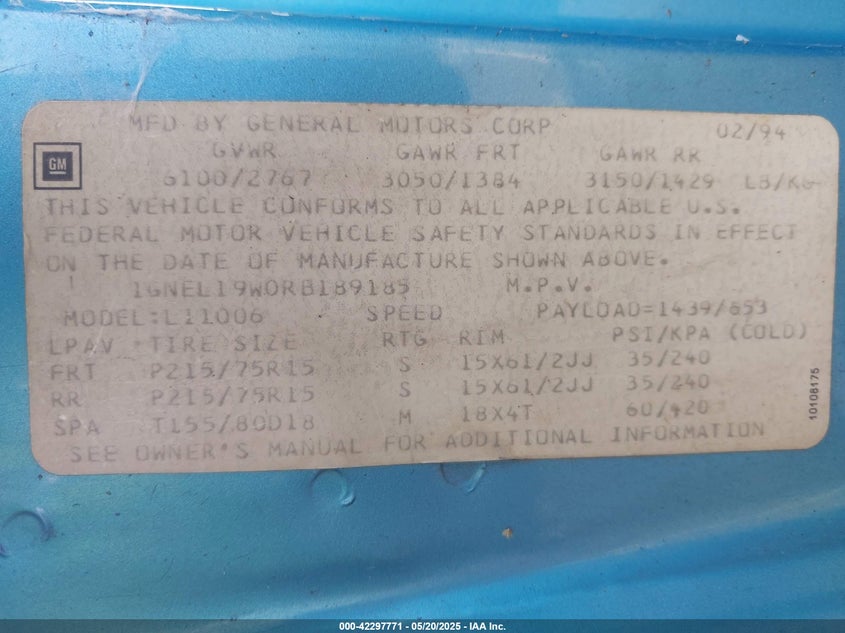 MFD BY GENERAL MOTORS CORP 02/94
GM
GVWR GAWR FRT GAWR RR
6100/2767 3050/1384 3150/1429 LB/KG
THIS VEHICLE CONFORMS TO ALL APPLICABLE U.S.
FEDERAL MOTOR VEHICLE SAFETY STANDARDS IN EFFECT
ON THE DATE OF MANUFACTURE SHOWN ABOVE.
1GNEL19W0RB189185 M.P.V.
MODEL:L11006 SPEED PAYLOAD=1439/653
LPAV TIRE SIZE RTG RIM PSI/KPA (COLD)
FRT P215/75R15 S 15X61/2JJ 35/240
RR P215/75R15 S 15X61/2JJ 35/240
SPA T155/80D18 M 18X4T 60/420
SEE OWNER'S MANUAL FOR ADDITIONAL INFORMATION
10106175
000-42297771 - 05/20/2025 - IAA Inc.